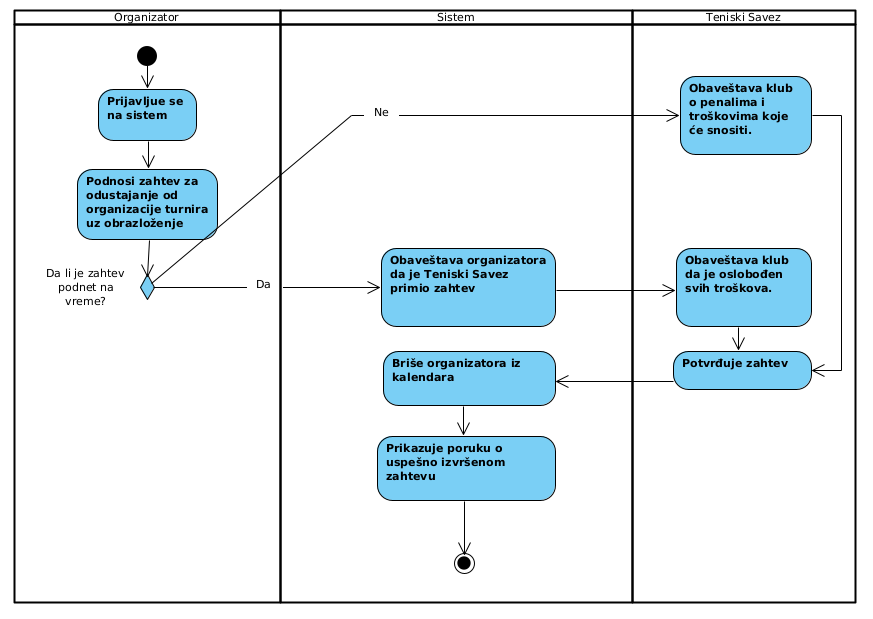 Organizator
Sistem
Teniski Savez
Prijavljue se
na sistem
Podnosi zahtev za
odustajanje od
organizacije turnira
uz obrazloženje
Da li je zahtev
podnet na
vreme?
Ne
Da
Obaveštava klub
o penalima i
troškovima koje
će snositi.
Obaveštava organizatora
da je Teniski Savez
primio zahtev
Obaveštava klub
da je oslobođen
svih troškova.
Potvrđuje zahtev
Briše organizatora iz
kalendara
Prikazuje poruku o
uspešno izvršenom
zahtevu